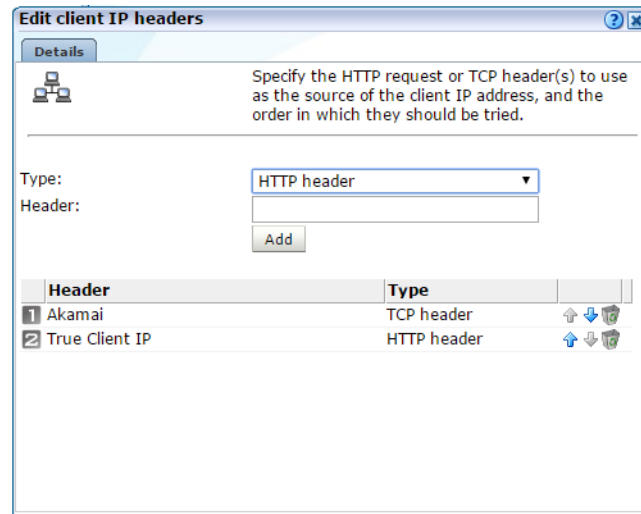 Edit client IP headers
Details
Specify the HTTP request or TCP header(s) to use
as the source of the client IP address, and the
order in which they should be tried.
Type:
HTTP header
Header:
Add
Header Type
1 Akamai TCP header
2 True Client IP HTTP header